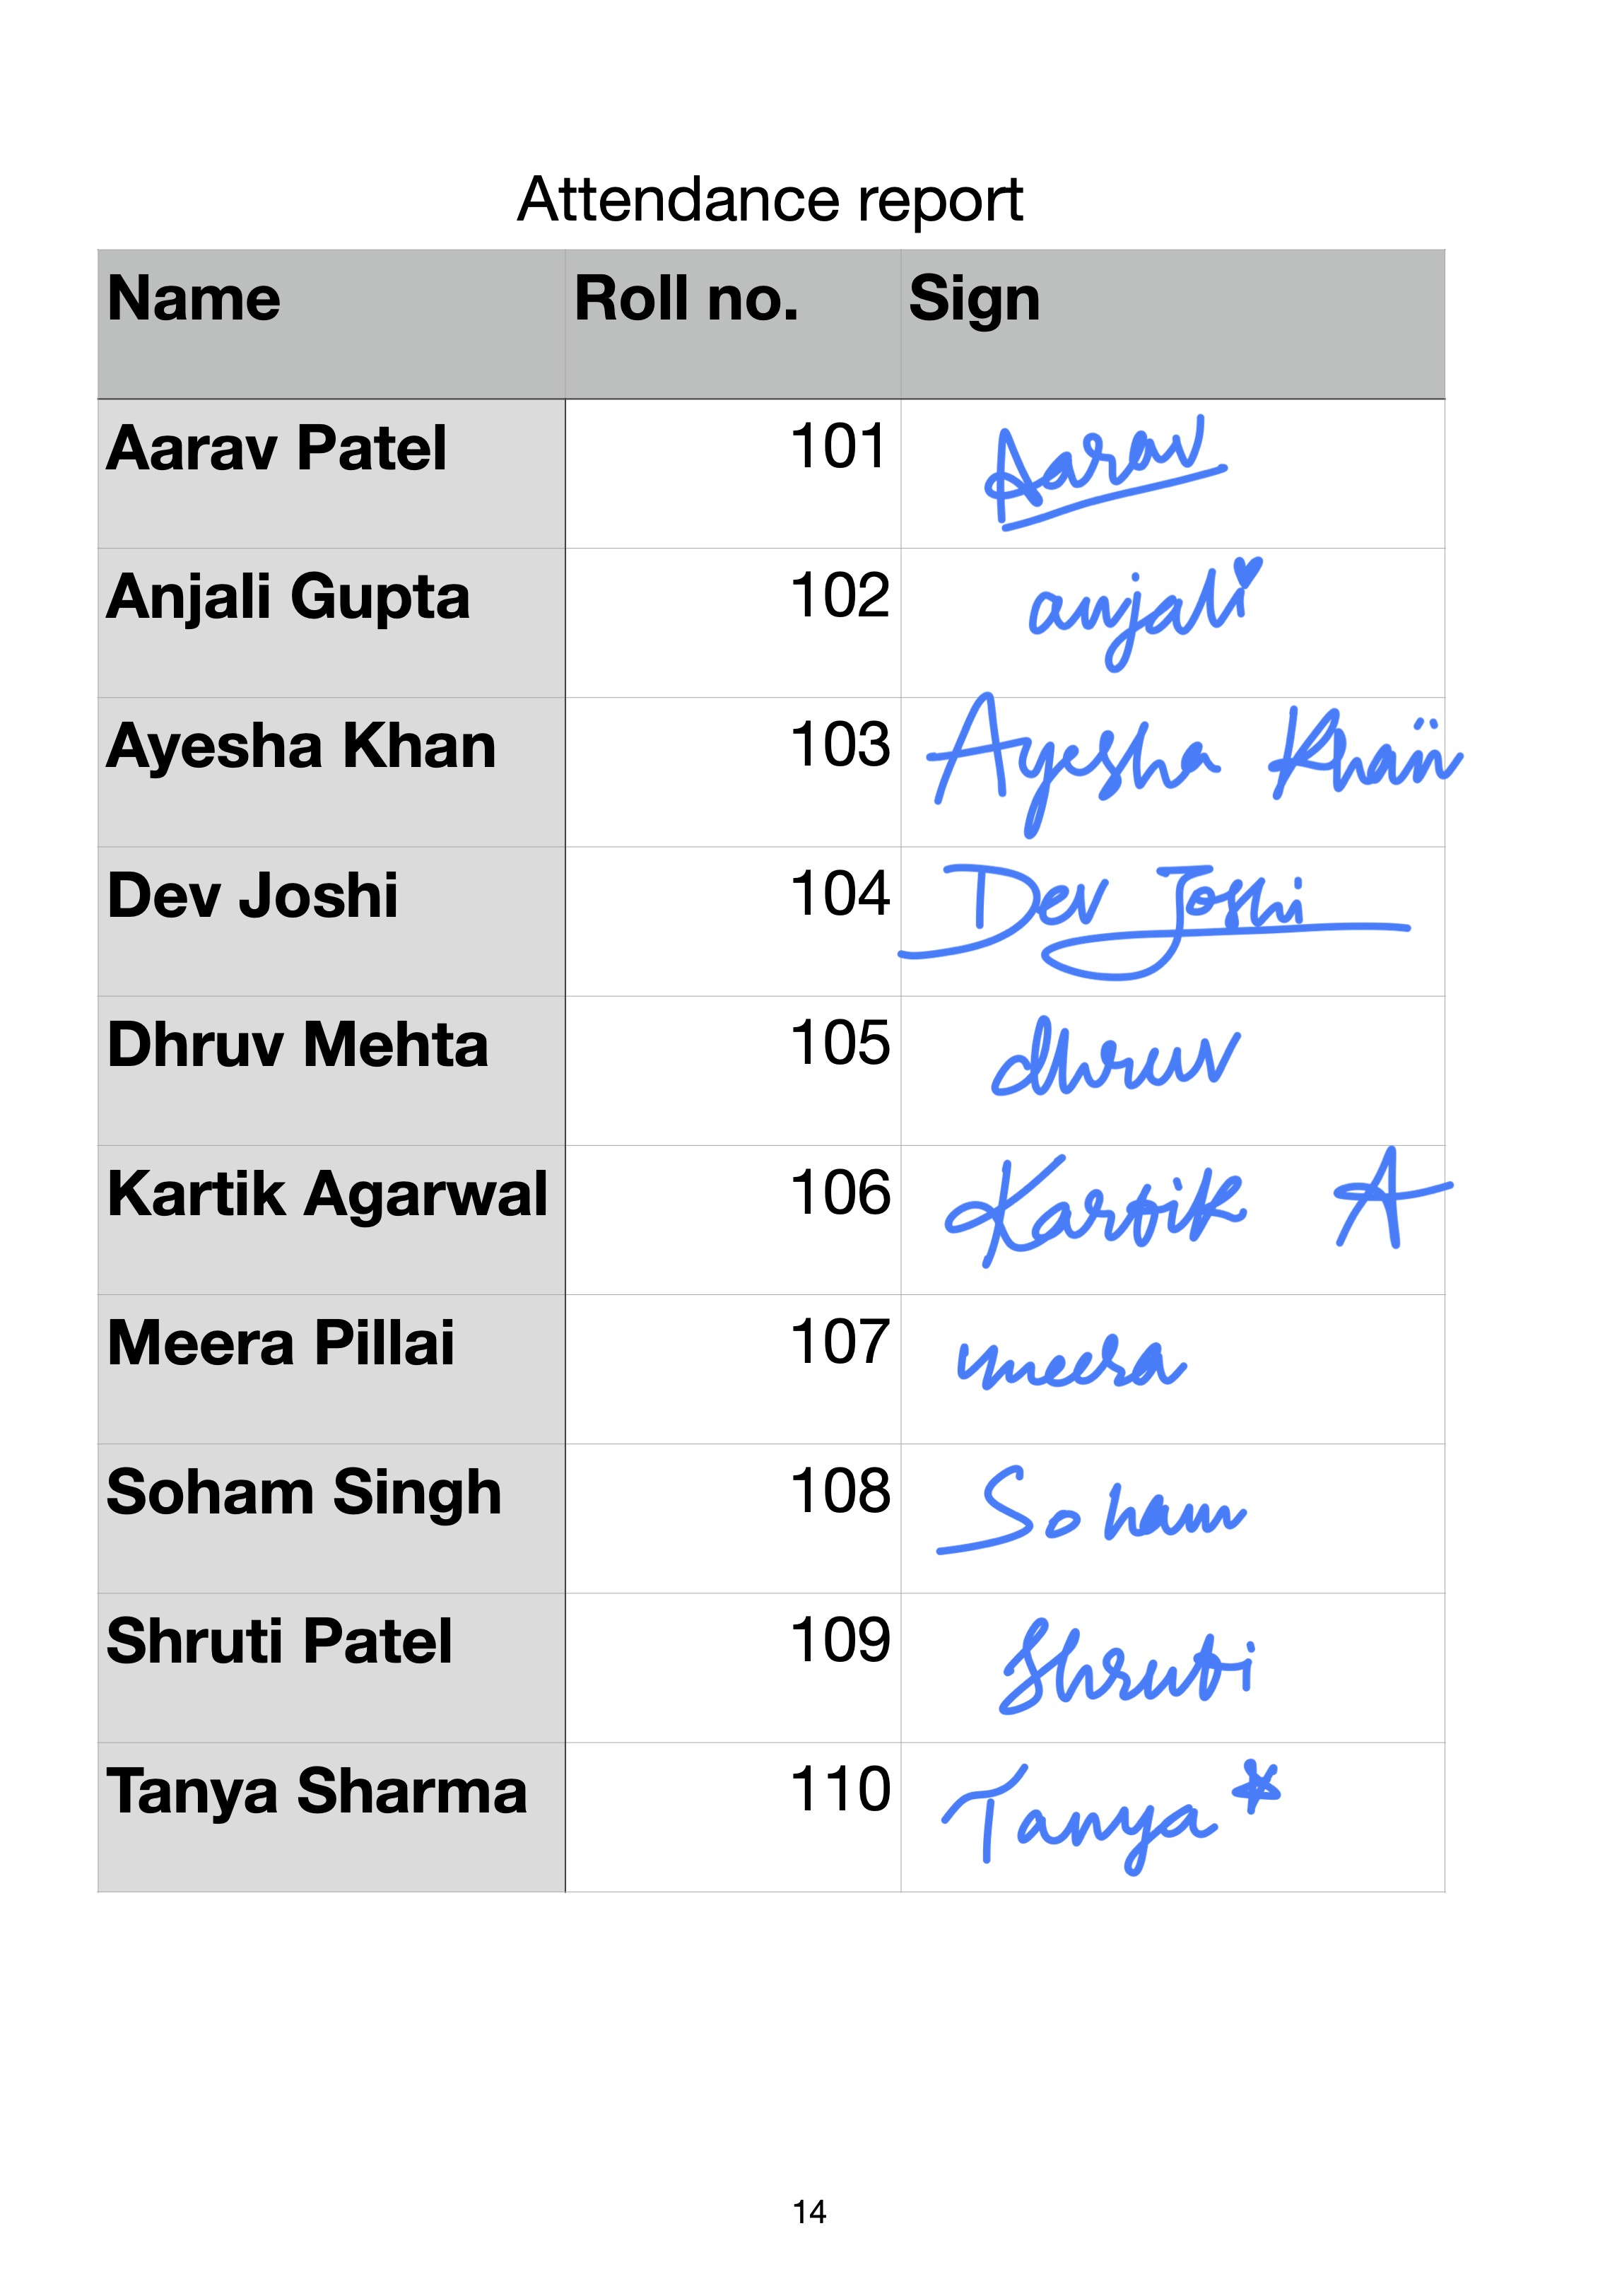 Attendance report
Name Roll no. Sign
Aarav Patel 101 Aarav
Anjali Gupta 102 anjali
Ayesha Khan 103 Ayesha Khan
Dev Joshi 104 Dev Joshi
Dhruv Mehta 105 dhruv
Kartik Agarwal 106 Kartik A
Meera Pillai 107 meera
Soham Singh 108 Soham
Shruti Patel 109 Shruti
Tanya Sharma 110 Tanya *
14